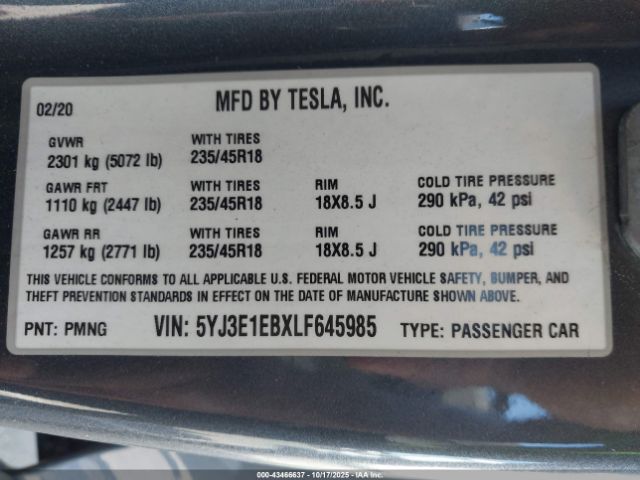 02/20 MFD BY TESLA, INC.
GVWR WITH TIRES
2301 kg (5072 lb) 235/45R18
GAWR FRT WITH TIRES RIM COLD TIRE PRESSURE
1110 kg (2447 lb) 235/45R18 18X8.5 J 290 kPa, 42 psi
GAWR RR WITH TIRES RIM COLD TIRE PRESSURE
1257 kg (2771 lb) 235/45R18 18X8.5 J 290 kPa, 42 psi
THIS VEHICLE CONFORMS TO ALL APPLICABLE U.S. FEDERAL MOTOR VEHICLE SAFETY, BUMPER, AND
THEFT PREVENTION STANDARDS IN EFFECT ON THE DATE OF MANUFACTURE SHOWN ABOVE.
PNT: PMNG VIN: 5YJ3E1EBXLF645985 TYPE: PASSENGER CAR
000-43466637 - 10/17/2025 - IAA Inc.